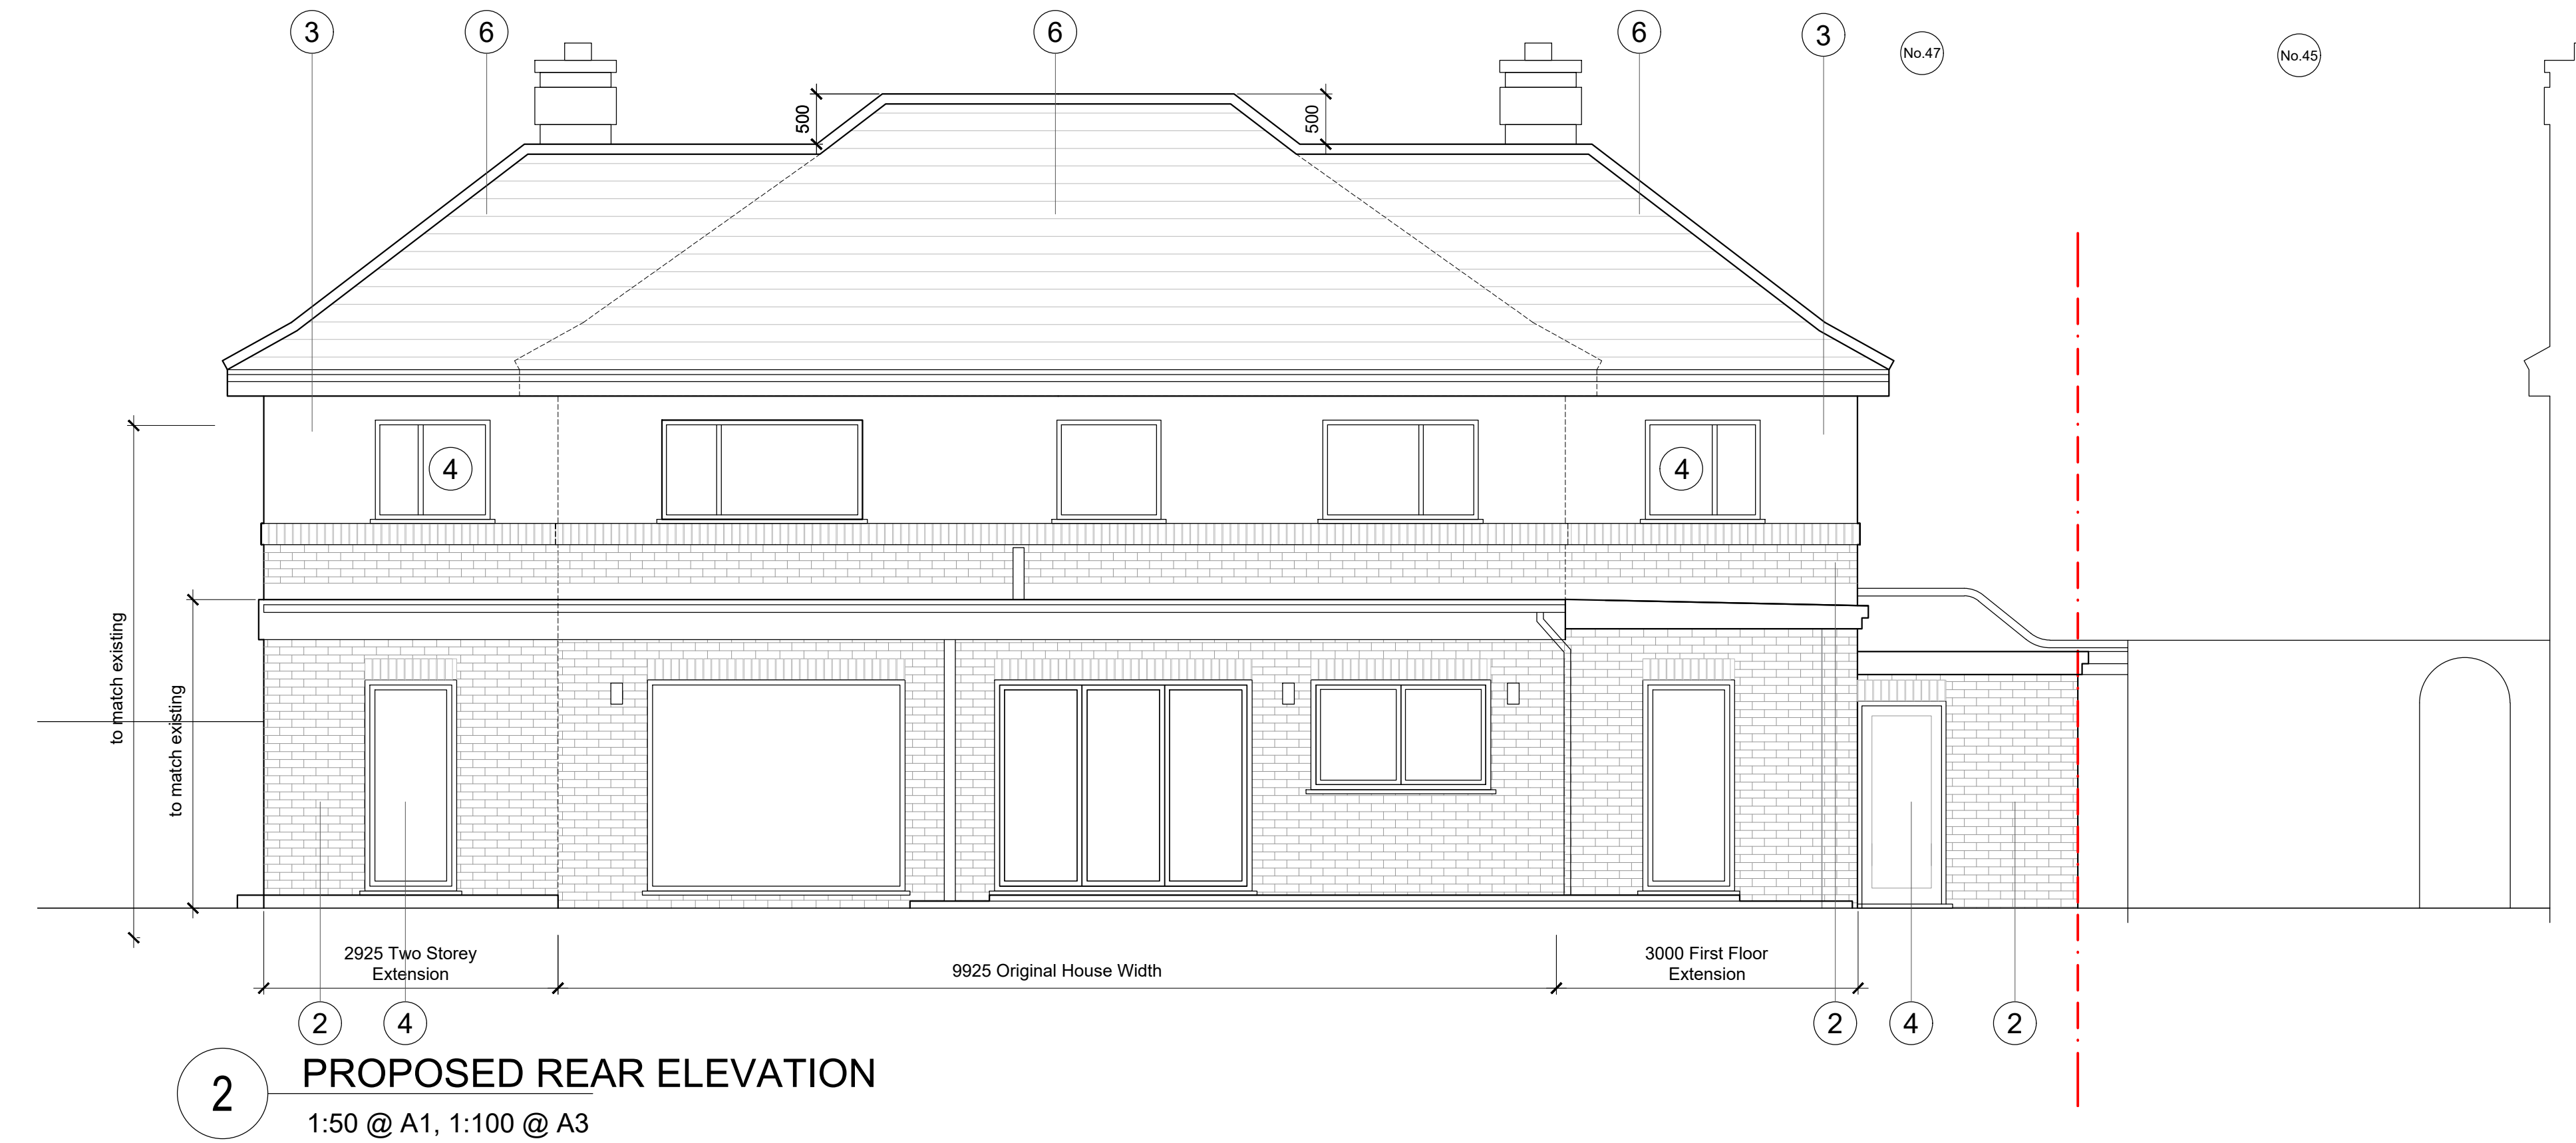 3
6
6
6
3
No.47
No.45
500
500
4
4
to match existing
to match existing
2925 Two Storey
Extension
9925 Original House Width
3000 First Floor
Extension
2
4
2
4
2
2
PROPOSED REAR ELEVATION
1:50 @ A1, 1:100 @ A3